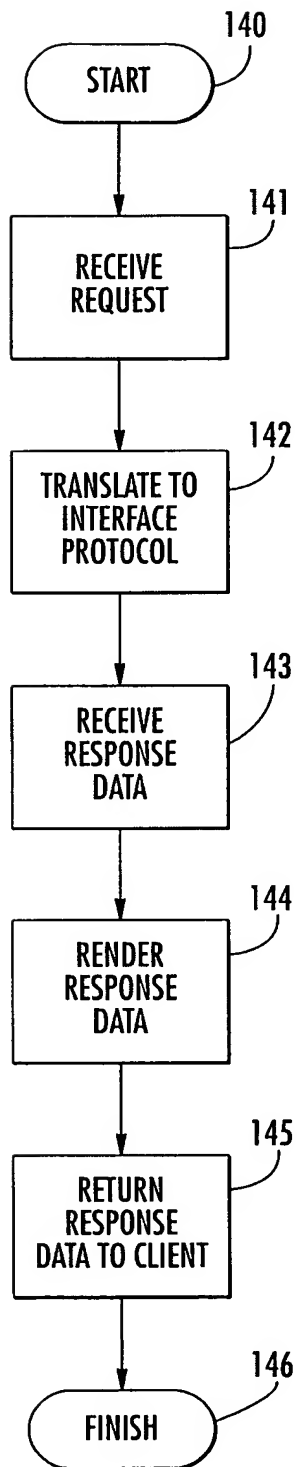 140
START
141
RECEIVE
REQUEST
142
TRANSLATE TO
INTERFACE
PROTOCOL
143
RECEIVE
RESPONSE
DATA
144
RENDER
RESPONSE
DATA
145
RETURN
RESPONSE
DATA TO CLIENT
146
FINISH